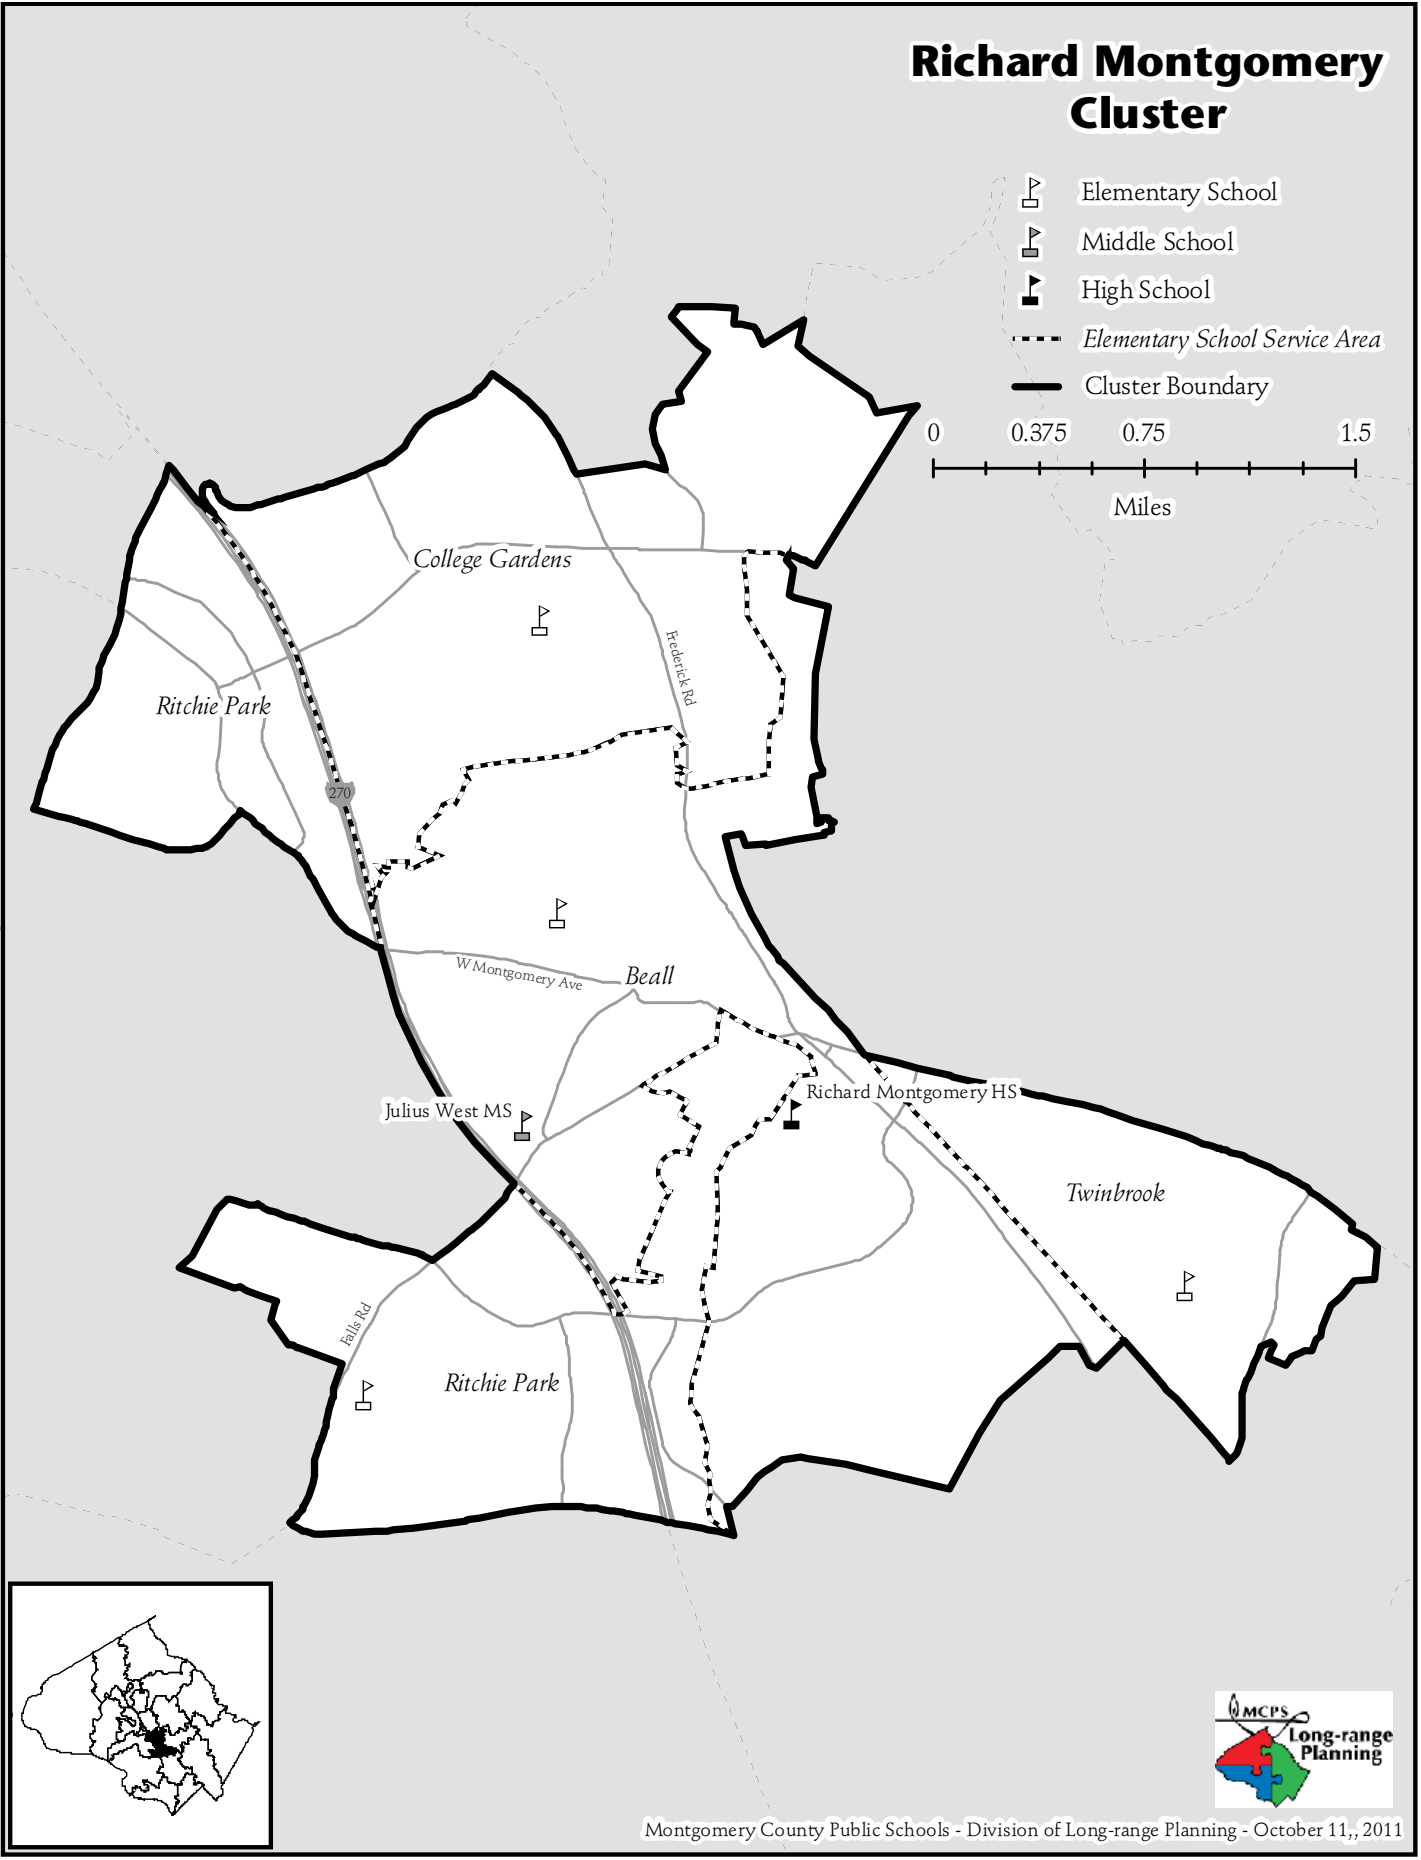 Richard Montgomery
Cluster
Elementary School
Middle School
High School
Elementary School Service Area
Cluster Boundary
0 0.375 0.75 1.5
Miles
College Gardens
Frederick Rd
Ritchie Park
270
W Montgomery Ave
Beall
Richard Montgomery HS
Julius West MS
Twinbrook
Falls Rd
Ritchie Park
MCPS
Long-range
Planning
Montgomery County Public Schools - Division of Long-range Planning - October 11,, 2011